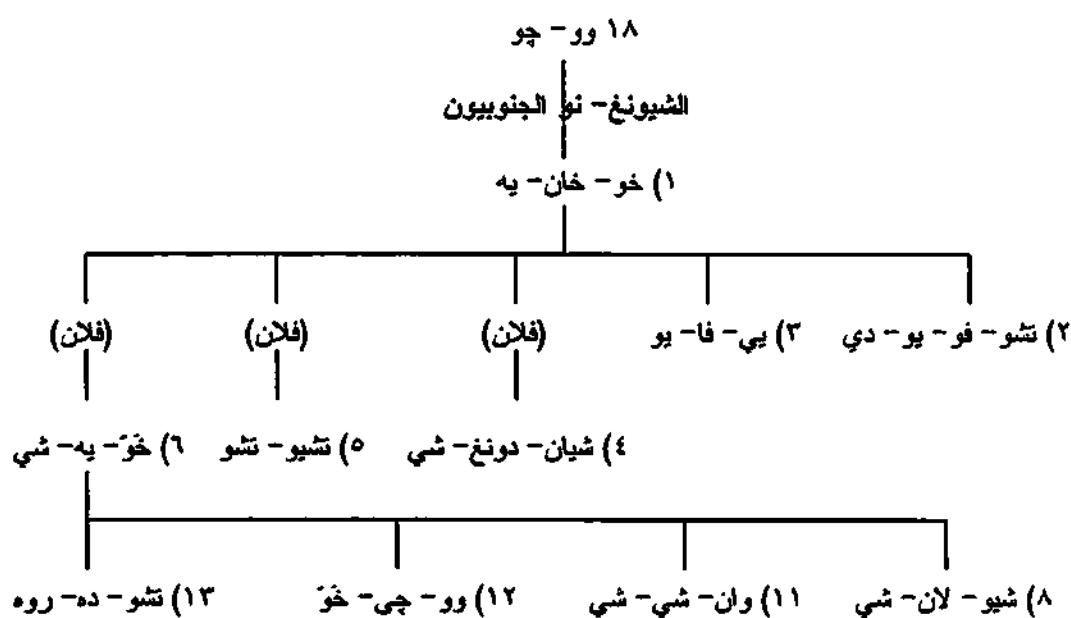 ١٨ وو- چو
الشيونغ- نو الجنوبيون
١) خو- خان- يه
٢) تشو- فو- يو- دي ٣) يي- فا- يو (فلان) (فلان) (فلان)
٤) شيان- دونغ- شي ٥) تشيو- تشو ٦) خوّ- يه- شي
٨) شيو- لان- شي ١١) وان- شي- شي ١٢) وو- چي- خوّ ١٣) تشو- ده- روه